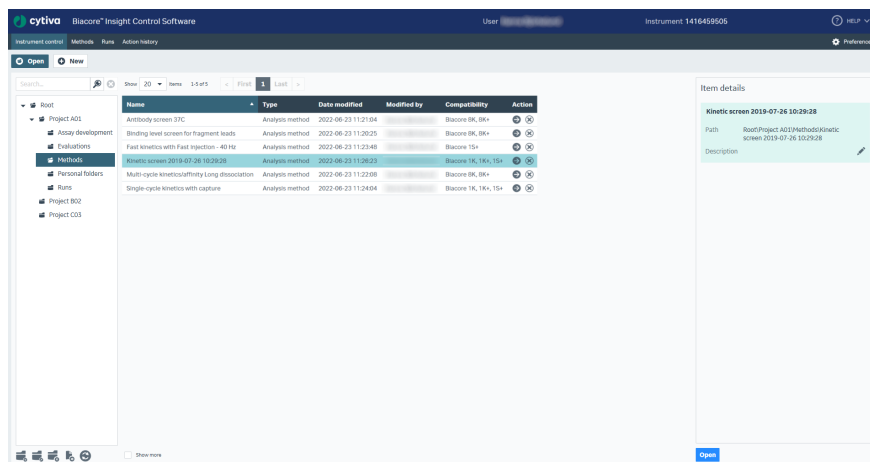 cytiva Biacore™ Insight Control Software User Instrument 1416459505 ? HELP
Instrument control Methods Runs Action history Preference
Open New
Search... Show 20 Items 1-5 of 5 « First 1 Last »
Item details
Root
Project A01
Assay development
Evaluations
Methods
Personal folders
Runs
Project B02
Project C03
Name Type Date modified Modified by Compatibility Action
Antibody screen 37C Analysis method 2022-06-23 11:21:04 Biacore 8K, 8K+
Binding level screen for fragment leads Analysis method 2022-06-23 11:20:25 Biacore 8K, 8K+
Fast kinetics with Fast Injection - 40 Hz Analysis method 2022-06-23 11:23:48 Biacore 1S+
Kinetic screen 2019-07-26 10:29:28 Analysis method 2022-06-23 11:26:23 Biacore 1K, 1K+, 1S+
Multi-cycle kinetics/affinity Long dissociation Analysis method 2022-06-23 11:22:08 Biacore 8K, 8K+
Single-cycle kinetics with capture Analysis method 2022-06-23 11:24:04 Biacore 1K, 1K+, 1S+
Kinetic screen 2019-07-26 10:29:28
Path Root\Project A01\Methods\Kinetic
screen 2019-07-26 10:29:28
Description
Show more
Open